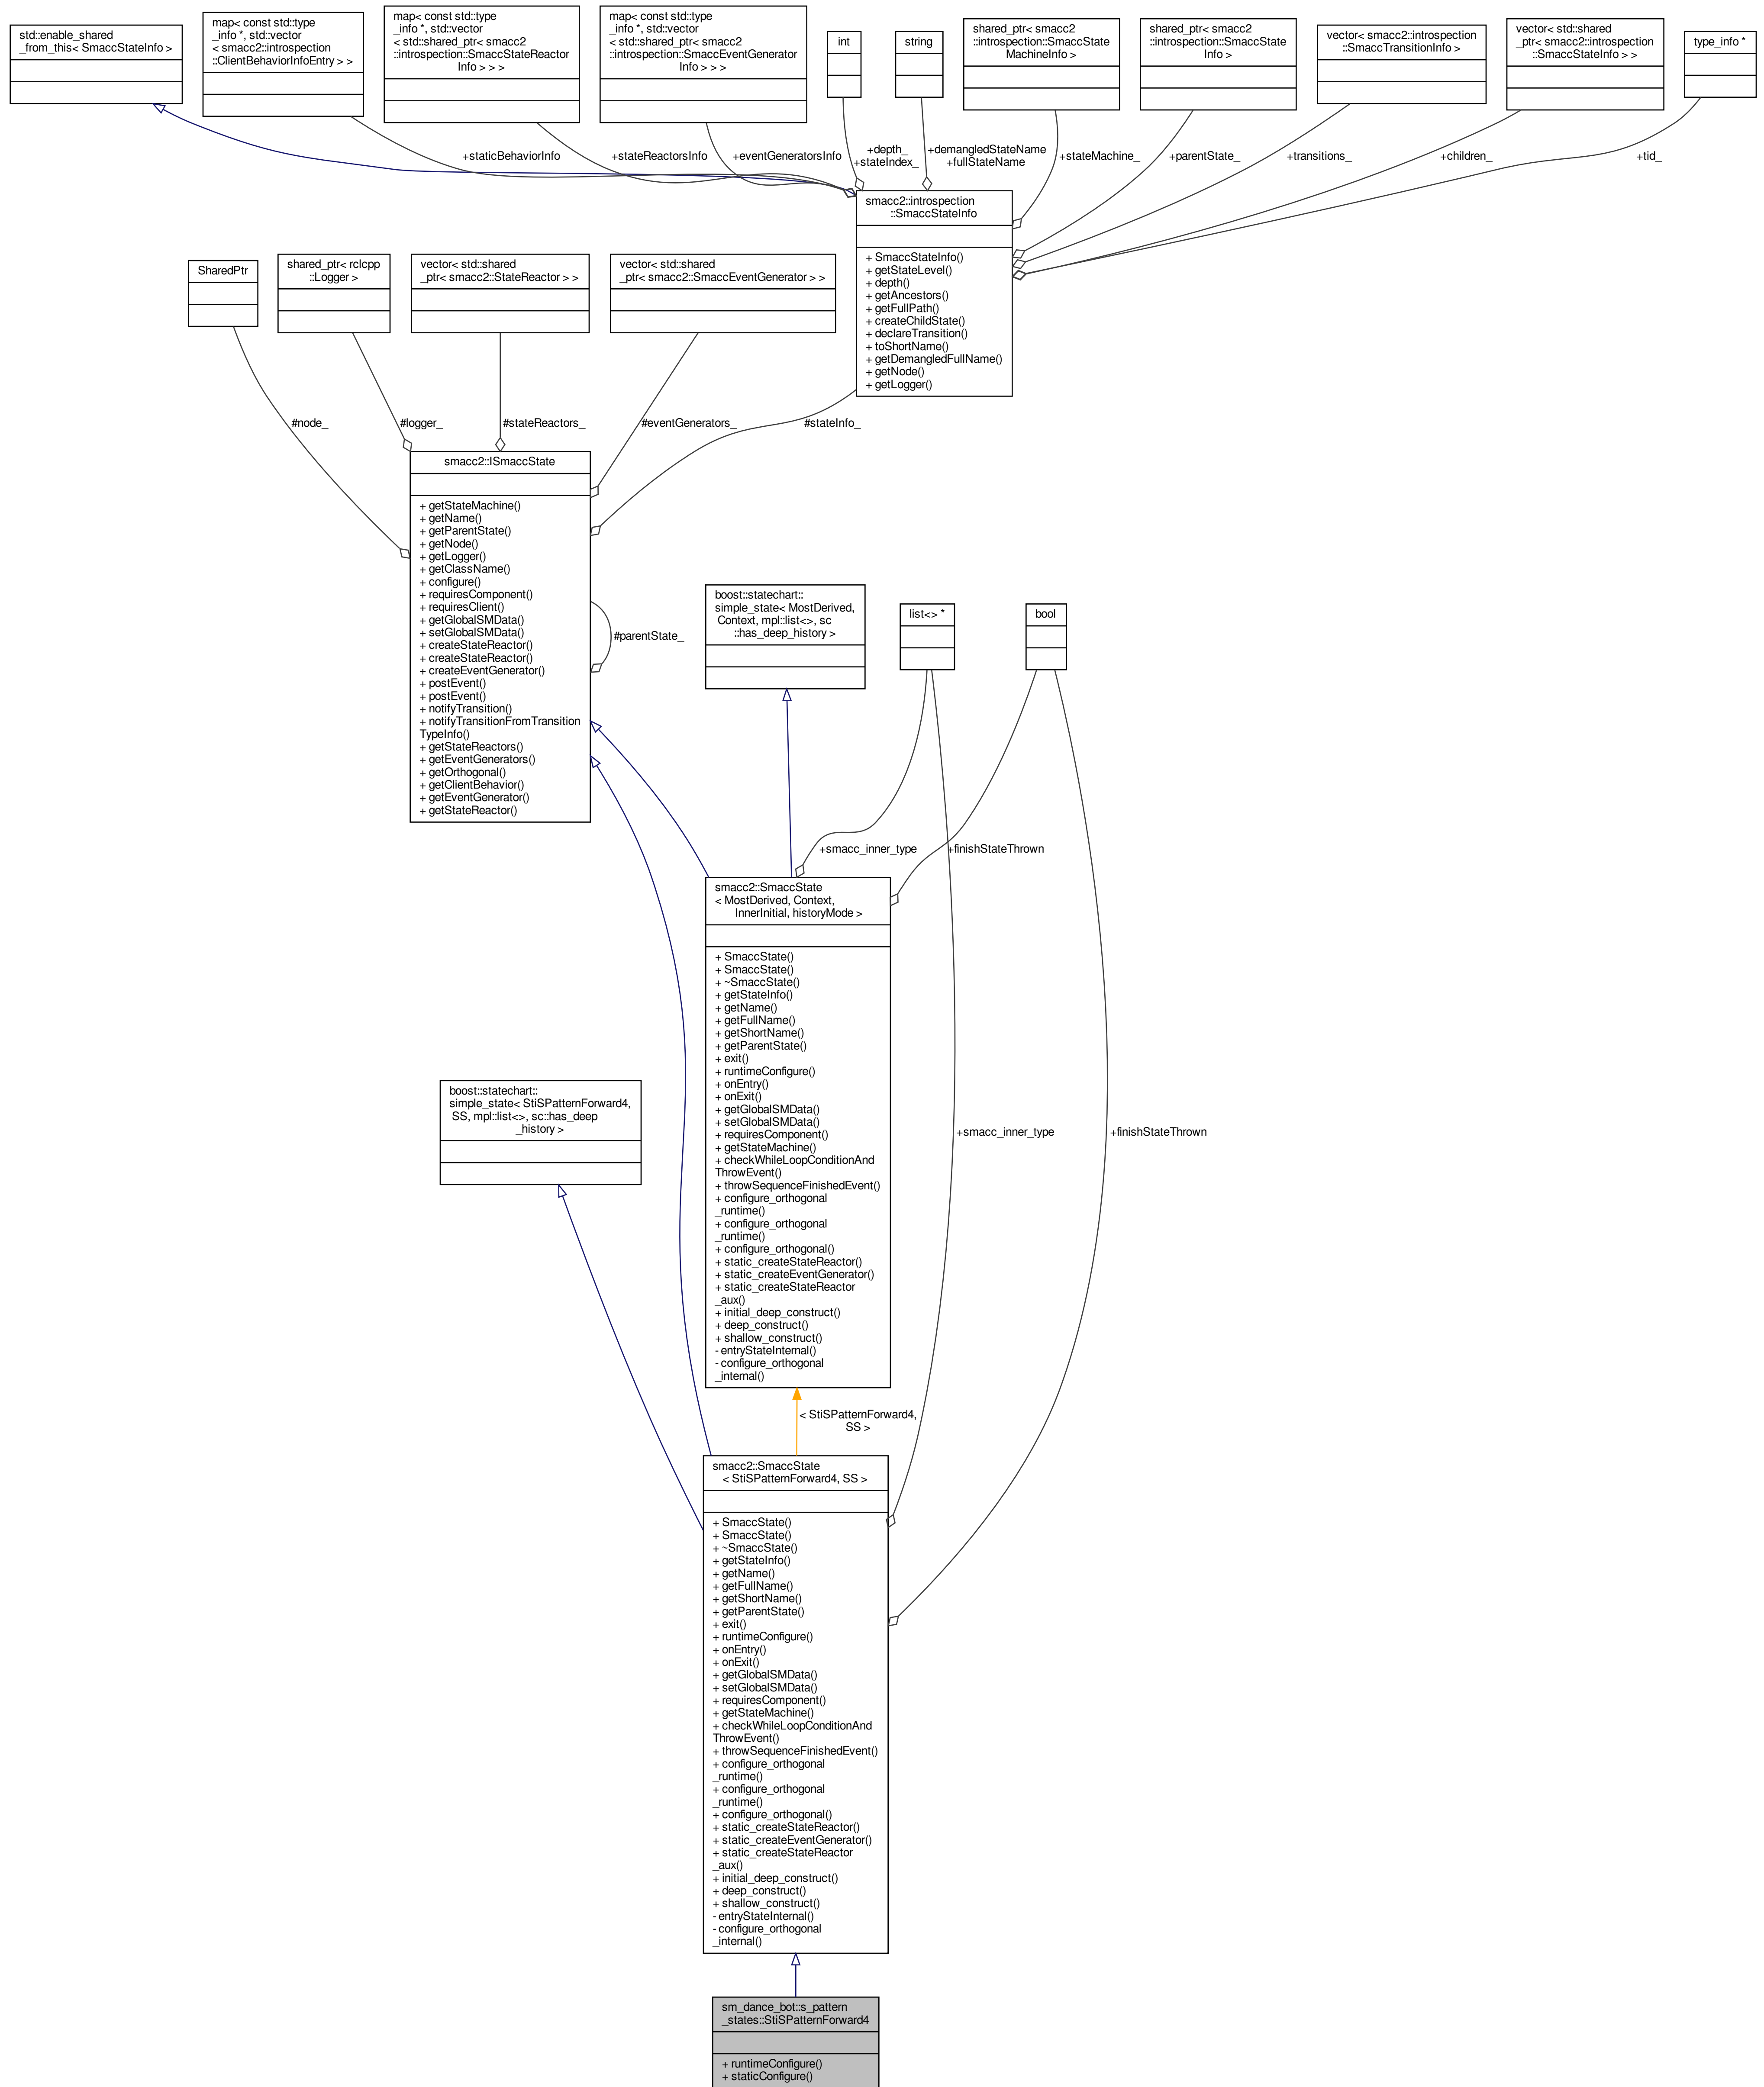 std::enable_shared
_from_this< SmaccStateInfo >
map< const std::type
_info *, std::vector
< smacc2::introspection
::ClientBehaviorInfoEntry > >
map< const std::type
_info *, std::vector
< std::shared_ptr< smacc2
::introspection::SmaccStateReactor
Info > > >
map< const std::type
_info *, std::vector
< std::shared_ptr< smacc2
::introspection::SmaccEventGenerator
Info > > >
int
string
shared_ptr< smacc2
::introspection::SmaccState
MachineInfo >
shared_ptr< smacc2
::introspection::SmaccState
Info >
vector< smacc2::introspection
::SmaccTransitionInfo >
vector< std::shared
_ptr< smacc2::introspection
::SmaccStateInfo > >
type_info *
+staticBehaviorInfo
+stateReactorsInfo
+eventGeneratorsInfo
+depth_
+stateIndex_
+demangledStateName
+fullStateName
+stateMachine_
+parentState_
+transitions_
+children_
+tid_
smacc2::introspection
::SmaccStateInfo
+ SmaccStateInfo()
+ getStateLevel()
+ depth()
+ getAncestors()
+ getFullPath()
+ createChildState()
+ declareTransition()
+ toShortName()
+ getDemangledFullName()
+ getNode()
+ getLogger()
SharedPtr
shared_ptr< rclcpp
::Logger >
vector< std::shared
_ptr< smacc2::StateReactor > >
vector< std::shared
_ptr< smacc2::SmaccEventGenerator > >
#node_
#logger_
#stateReactors_
#eventGenerators_
#stateInfo_
smacc2::ISmaccState
+ getStateMachine()
+ getName()
+ getParentState()
+ getNode()
+ getLogger()
+ getClassName()
+ configure()
+ requiresComponent()
+ requiresClient()
+ getGlobalSMData()
+ setGlobalSMData()
+ createStateReactor()
+ createStateReactor()
+ createEventGenerator()
+ postEvent()
+ postEvent()
+ notifyTransition()
+ notifyTransitionFromTransition
TypeInfo()
+ getStateReactors()
+ getEventGenerators()
+ getOrthogonal()
+ getClientBehavior()
+ getEventGenerator()
+ getStateReactor()
#parentState_
boost::statechart::
simple_state< MostDerived,
Context, mpl::list<>, sc
::has_deep_history >
list<> *
bool
+smacc_inner_type
+finishStateThrown
smacc2::SmaccState
< MostDerived, Context,
InnerInitial, historyMode >
+ SmaccState()
+ SmaccState()
+ ~SmaccState()
+ getStateInfo()
+ getName()
+ getFullName()
+ getShortName()
+ getParentState()
+ exit()
+ runtimeConfigure()
+ onEntry()
+ onExit()
+ getGlobalSMData()
+ setGlobalSMData()
+ requiresComponent()
+ getStateMachine()
+ checkWhileLoopConditionAnd
ThrowEvent()
+ throwSequenceFinishedEvent()
+ configure_orthogonal
_runtime()
+ configure_orthogonal
_runtime()
+ configure_orthogonal()
+ static_createStateReactor()
+ static_createEventGenerator()
+ static_createStateReactor
_aux()
+ initial_deep_construct()
+ deep_construct()
+ shallow_construct()
- entryStateInternal()
- configure_orthogonal
_internal()
boost::statechart::
simple_state< StiSPatternForward4,
SS, mpl::list<>, sc::has_deep
_history >
+smacc_inner_type
+finishStateThrown
< StiSPatternForward4,
SS >
smacc2::SmaccState
< StiSPatternForward4, SS >
+ SmaccState()
+ SmaccState()
+ ~SmaccState()
+ getStateInfo()
+ getName()
+ getFullName()
+ getShortName()
+ getParentState()
+ exit()
+ runtimeConfigure()
+ onEntry()
+ onExit()
+ getGlobalSMData()
+ setGlobalSMData()
+ requiresComponent()
+ getStateMachine()
+ checkWhileLoopConditionAnd
ThrowEvent()
+ throwSequenceFinishedEvent()
+ configure_orthogonal
_runtime()
+ configure_orthogonal
_runtime()
+ configure_orthogonal()
+ static_createStateReactor()
+ static_createEventGenerator()
+ static_createStateReactor
_aux()
+ initial_deep_construct()
+ deep_construct()
+ shallow_construct()
- entryStateInternal()
- configure_orthogonal
_internal()
sm_dance_bot::s_pattern
_states::StiSPatternForward4
+ runtimeConfigure()
+ staticConfigure()